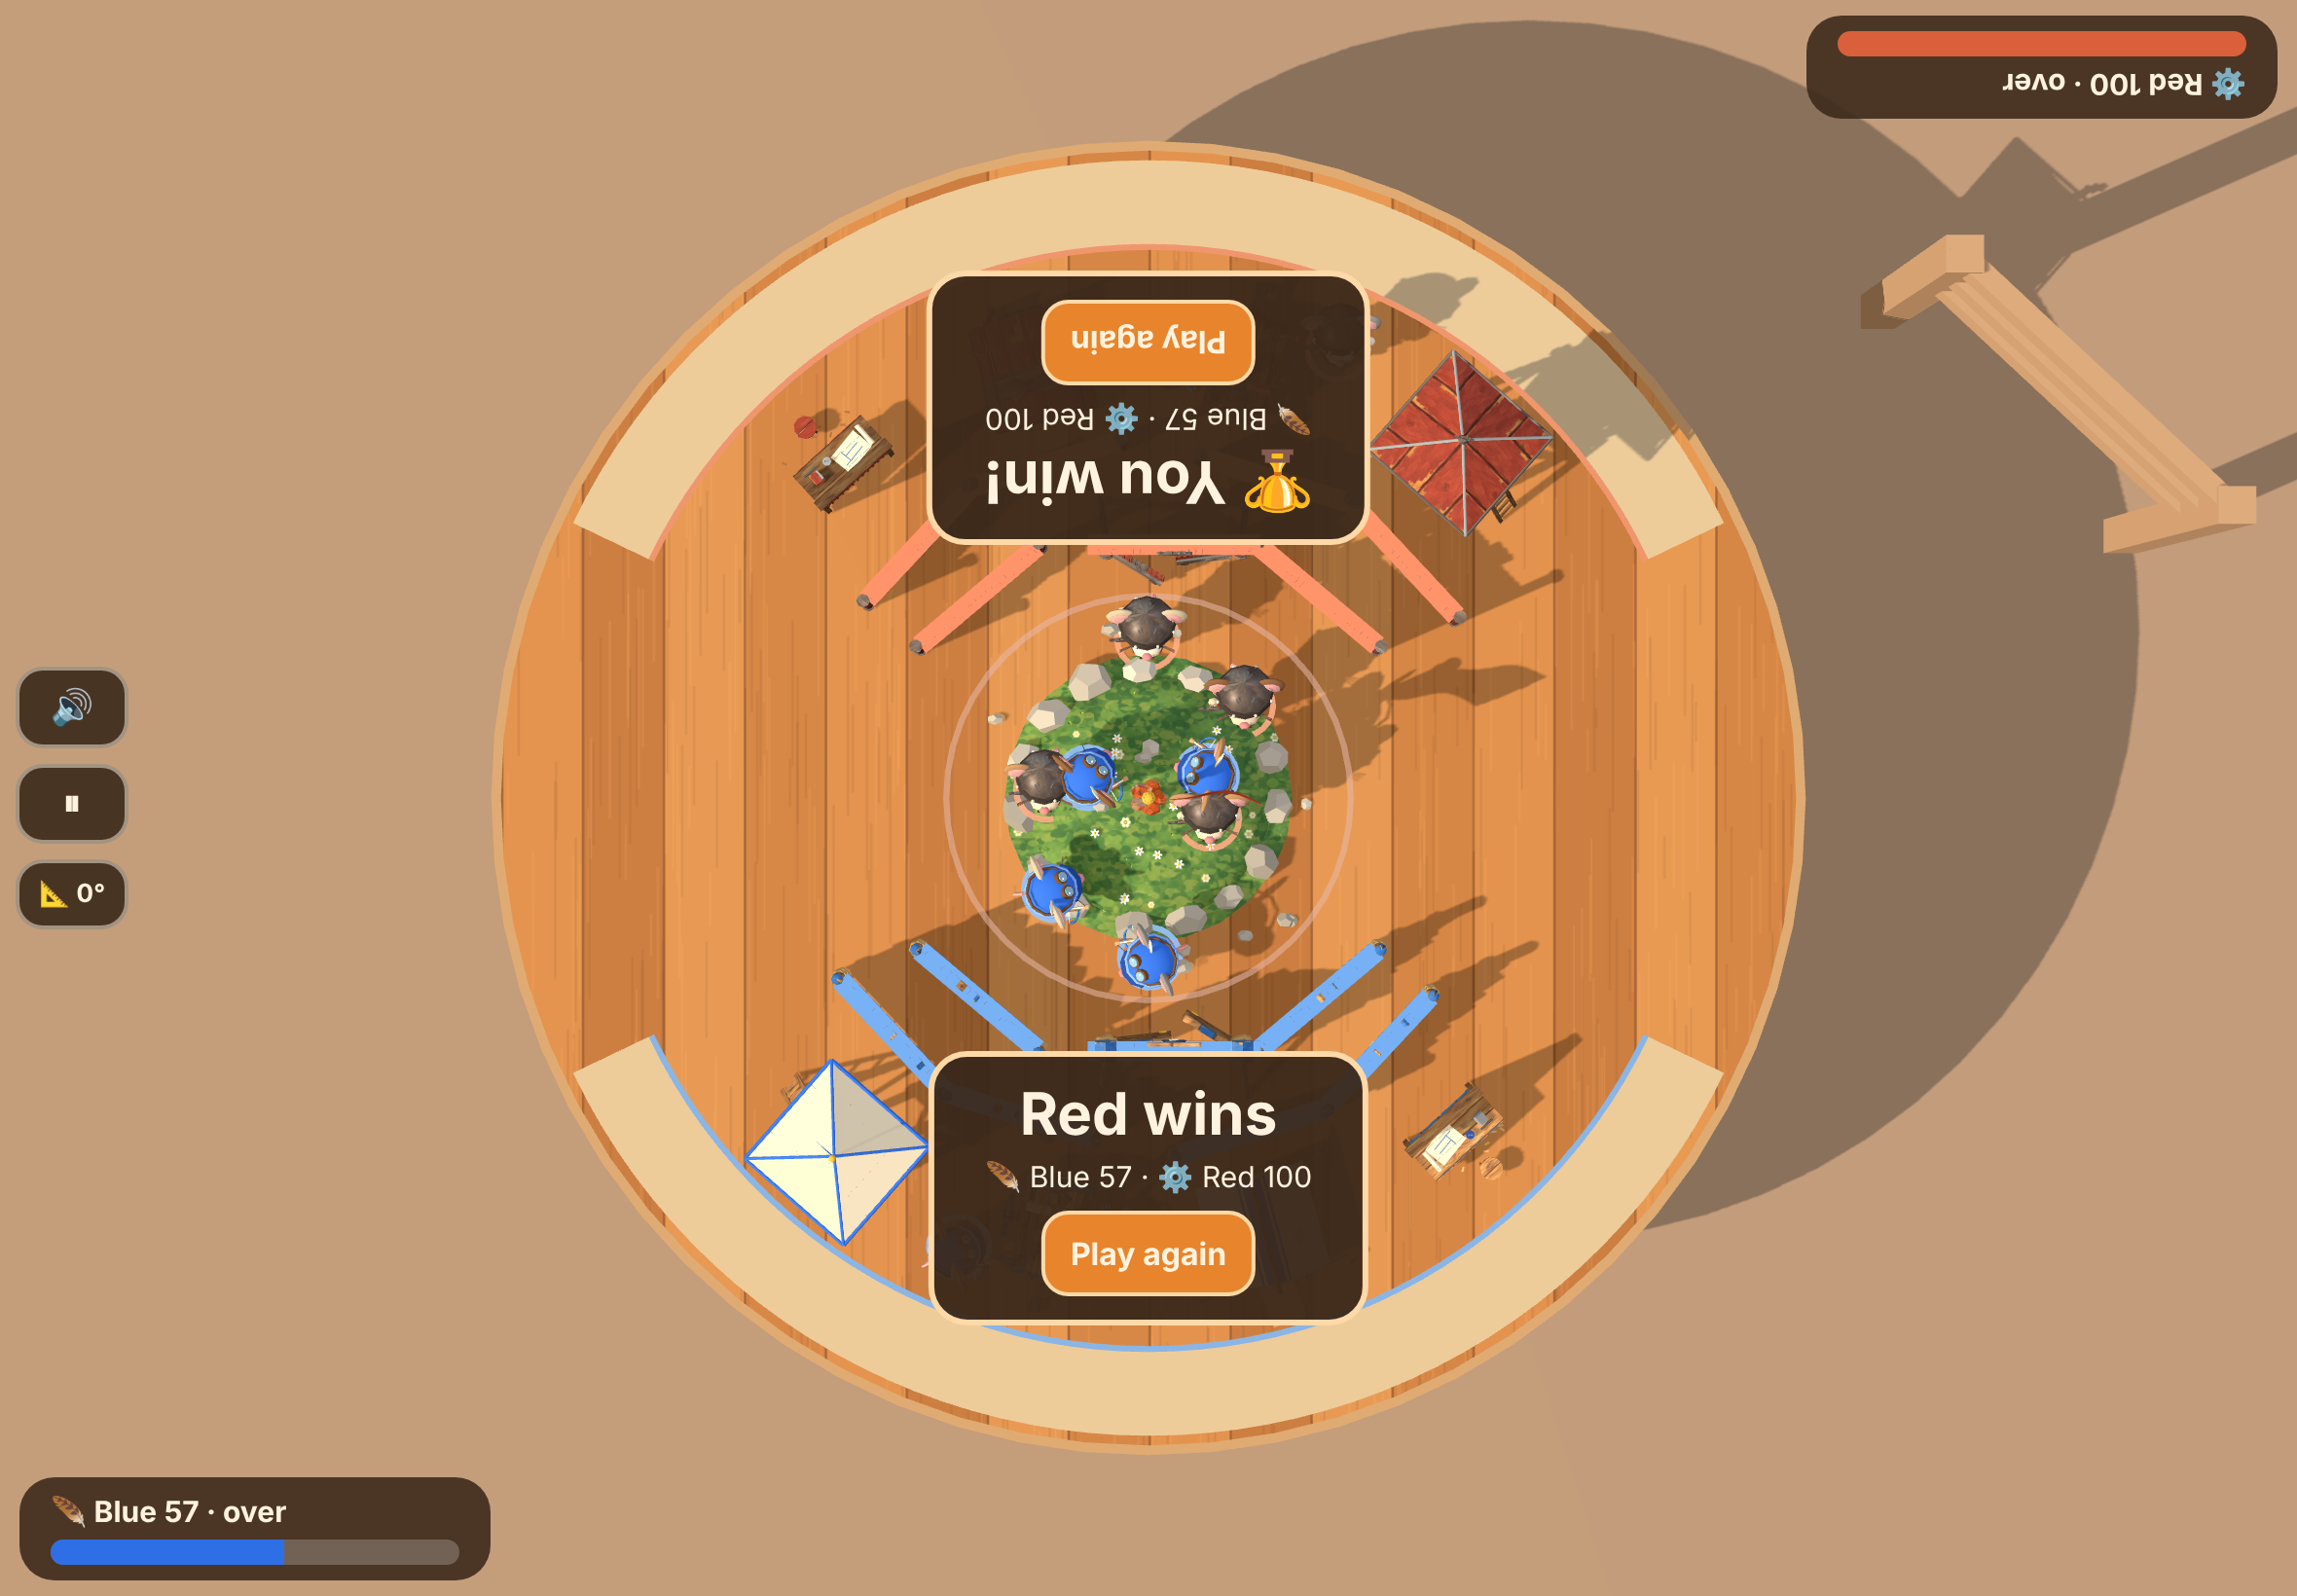 Red 100 · over
You win!
Blue 57 · Red 100
Play again
0°
Red wins
Blue 57 · Red 100
Play again
Blue 57 · over